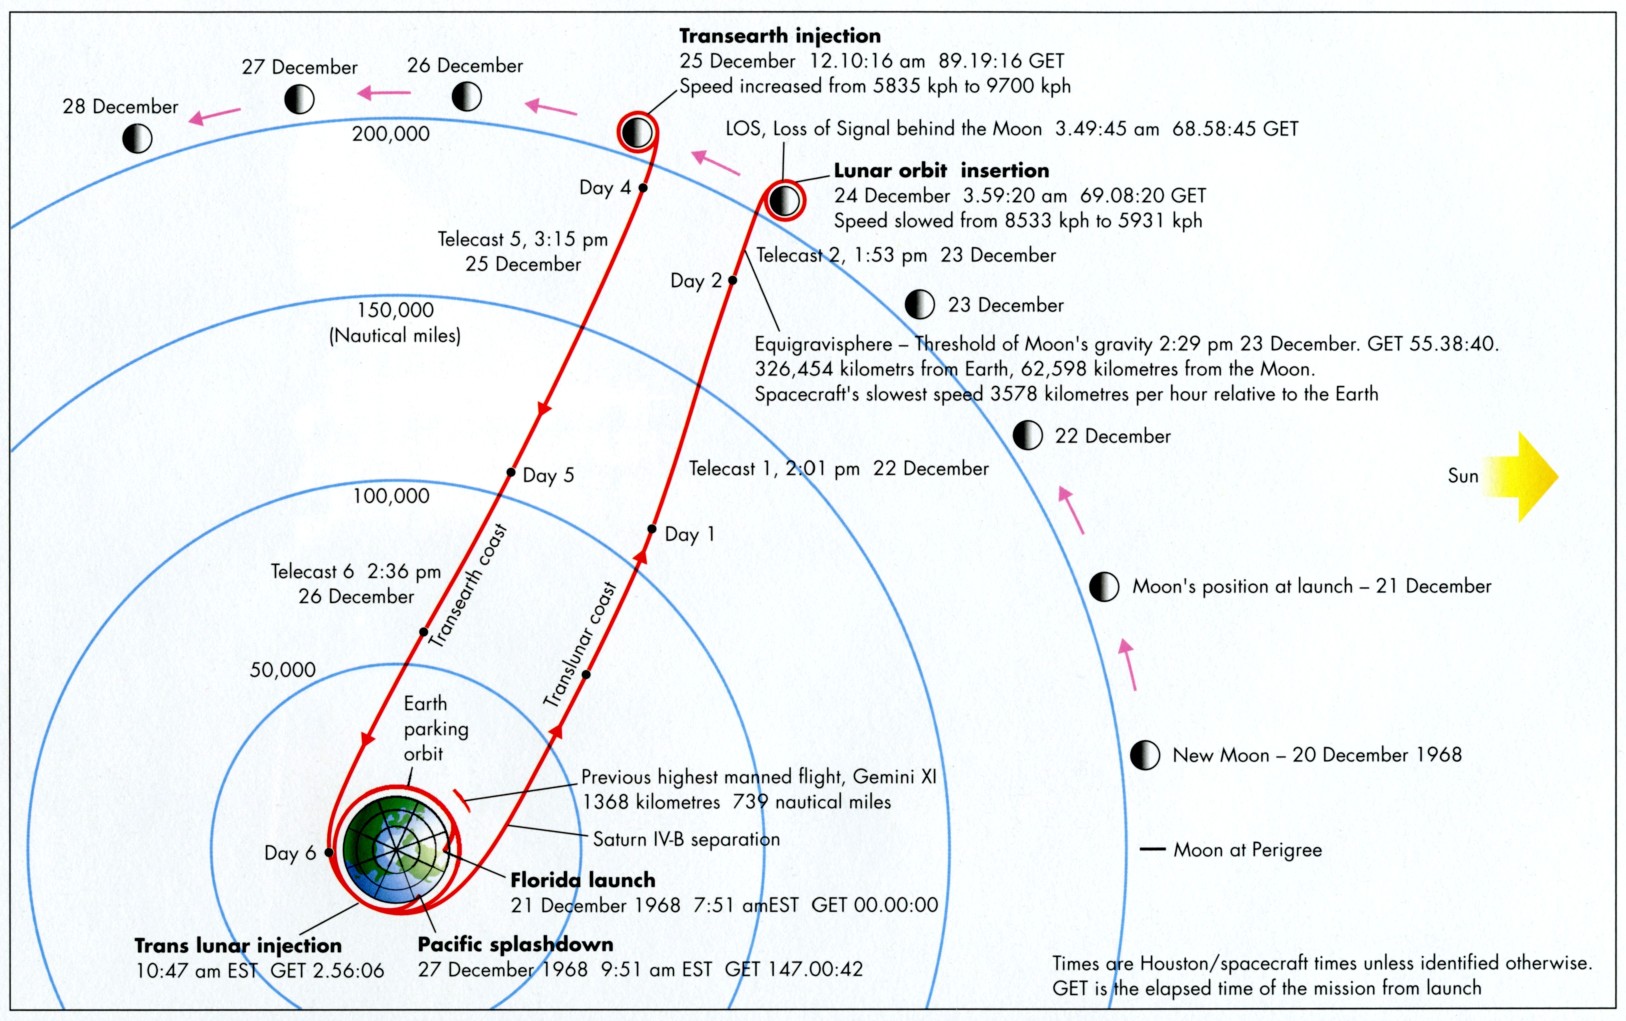 Transearth injection
25 December 12.10:16 am 89.19:16 GET
Speed increased from 5835 kph to 9700 kph
27 December
26 December
28 December
200,000
LOS, Loss of Signal behind the Moon 3.49:45 am 68.58:45 GET
Lunar orbit insertion
24 December 3.59:20 am 69.08:20 GET
Speed slowed from 8533 kph to 5931 kph
Day 4
Telecast 5, 3:15 pm
25 December
Telecast 2, 1:53 pm 23 December
Day 2
23 December
150,000
(Nautical miles)
Equigravisphere – Threshold of Moon's gravity 2:29 pm 23 December. GET 55.38:40.
326,454 kilometrs from Earth, 62,598 kilometres from the Moon.
Spacecraft's slowest speed 3578 kilometres per hour relative to the Earth
22 December
Telecast 1, 2:01 pm 22 December
Sun
Day 5
100,000
Day 1
Transearth coast
Telecast 6 2:36 pm
26 December
Translunar coast
Moon's position at launch – 21 December
50,000
Earth
parking
orbit
New Moon – 20 December 1968
Previous highest manned flight, Gemini XI
1368 kilometres 739 nautical miles
Saturn IV-B separation
Day 6
Moon at Perigree
Florida launch
21 December 1968 7:51 amEST GET 00.00:00
Trans lunar injection
10:47 am EST GET 2.56:06
Pacific splashdown
27 December 1968 9:51 am EST GET 147.00:42
Times are Houston/spacecraft times unless identified otherwise.
GET is the elapsed time of the mission from launch